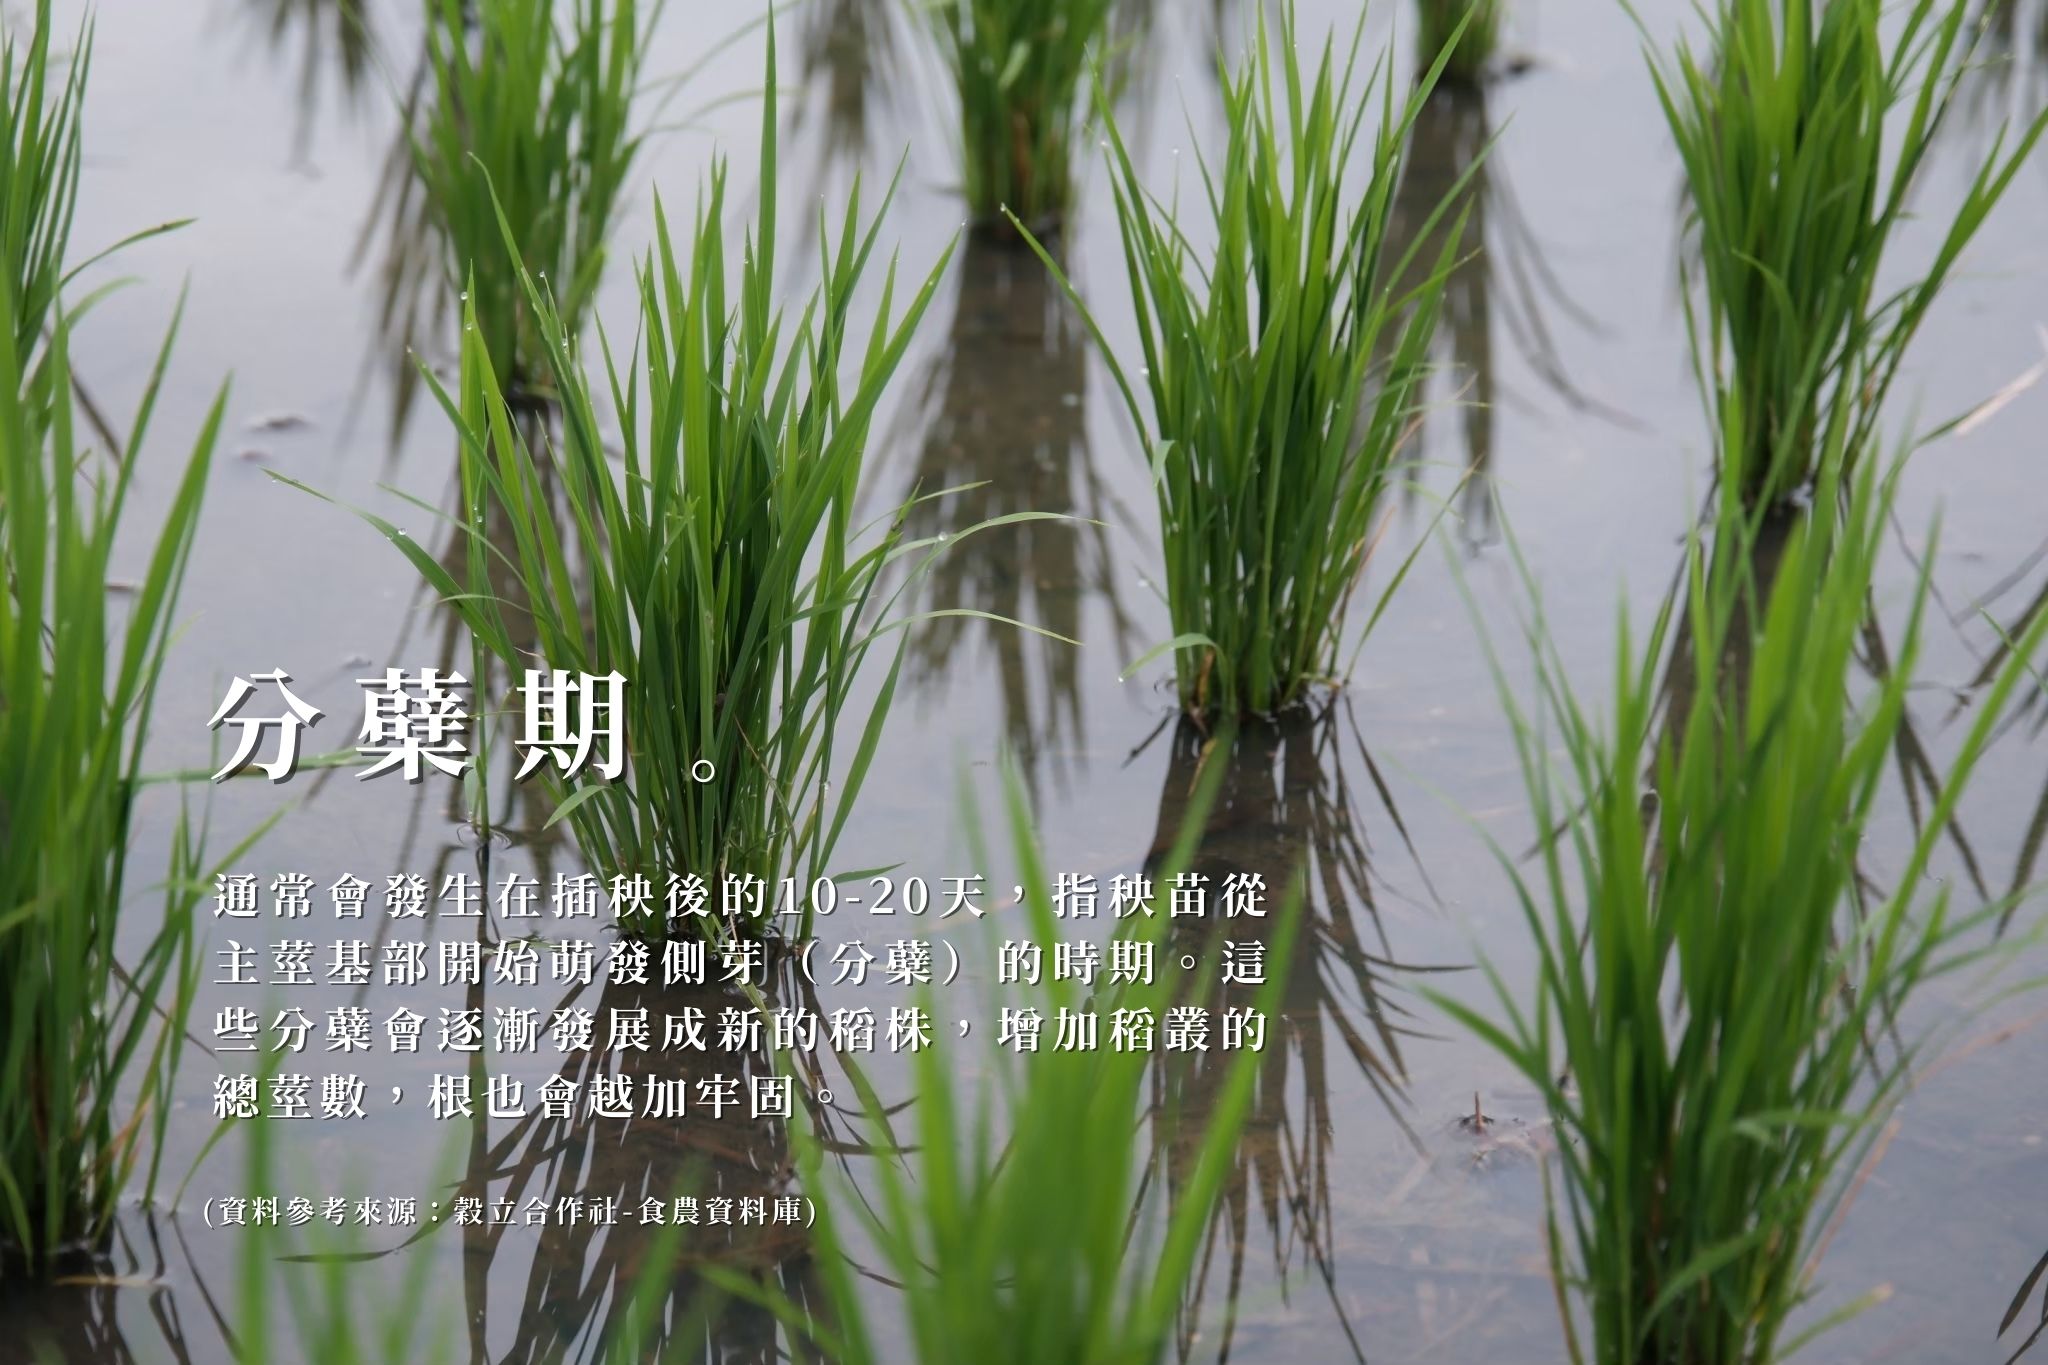 分蘗期。
通常會發生在插秧後的10-20天，指秧苗從
主莖基部開始萌發側芽（分蘗）的時期。這
些分蘗會逐漸發展成新的稻株，增加稻叢的
總莖數，根也會越加牢固。
(資料參考來源：穀立合作社-食農資料庫)